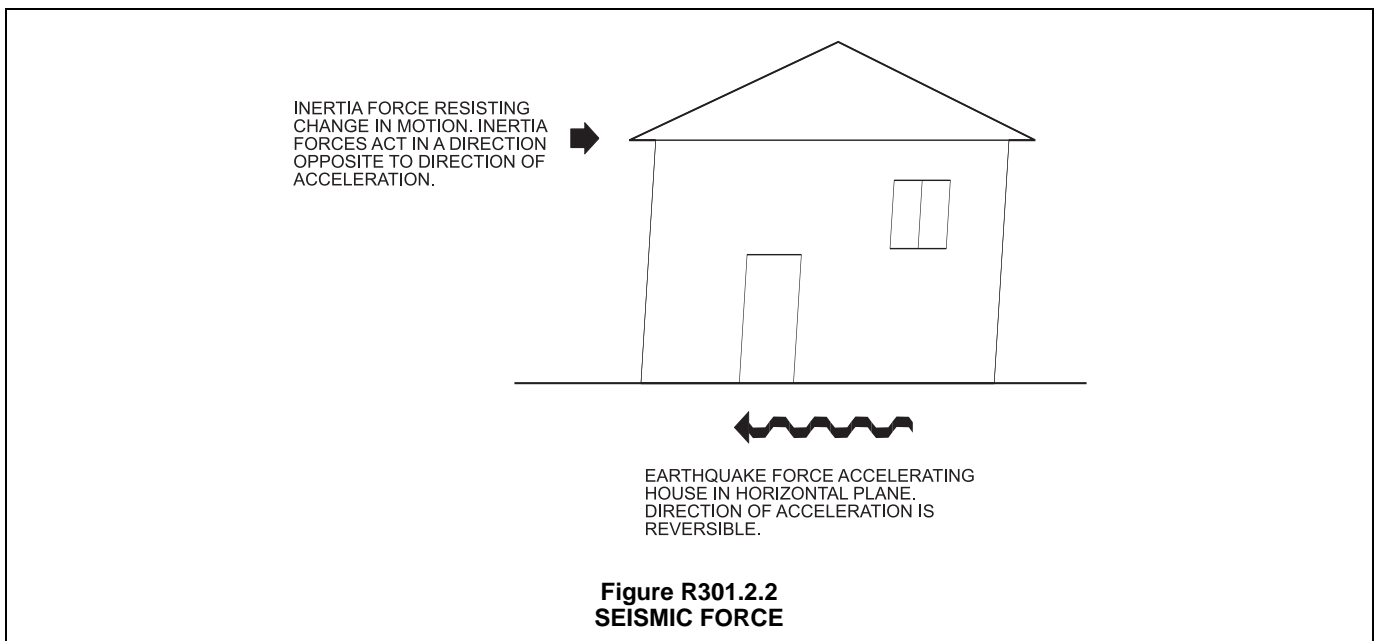 INERTIA FORCE RESISTING
CHANGE IN MOTION. INERTIA
FORCES ACT IN A DIRECTION
OPPOSITE TO DIRECTION OF
ACCELERATION.
EARTHQUAKE FORCE ACCELERATING
HOUSE IN HORIZONTAL PLANE.
DIRECTION OF ACCELERATION IS
REVERSIBLE.
Figure R301.2.2
SEISMIC FORCE